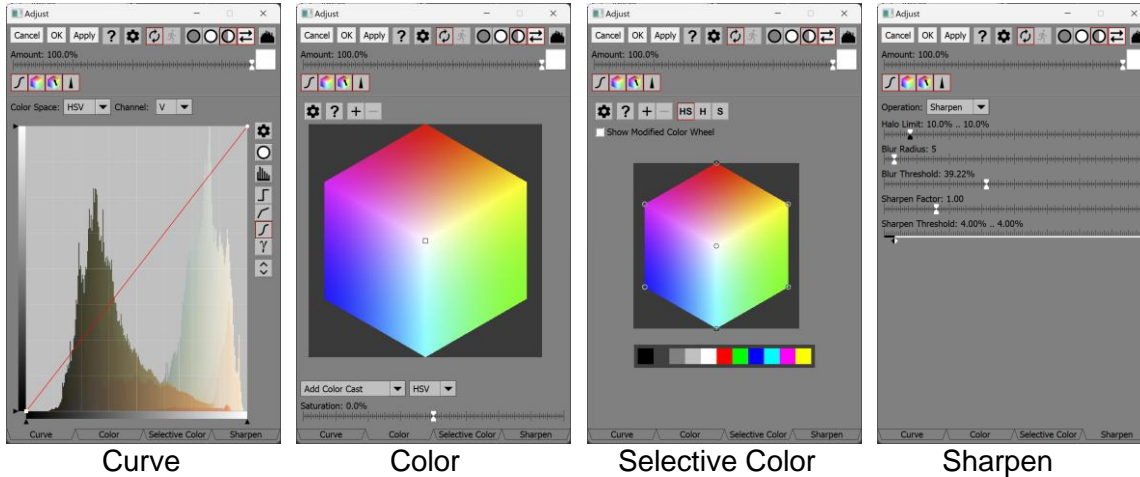 Adjust
Cancel OK Apply ?
Amount: 100.0%
Color Space: HSV Channel: V
γ
Curve Color Selective Color Sharpen
Curve
Adjust
Cancel OK Apply ?
Amount: 100.0%
? + −
Add Color Cast HSV
Saturation: 0.0%
Curve Color Selective Color Sharpen
Color
Adjust
Cancel OK Apply ?
Amount: 100.0%
? + − HS H S
Show Modified Color Wheel
Curve Color Selective Color Sharpen
Selective Color
Adjust
Cancel OK Apply ?
Amount: 100.0%
Operation: Sharpen
Halo Limit: 10.0% .. 10.0%
Blur Radius: 5
Blur Threshold: 39.22%
Sharpen Factor: 1.00
Sharpen Threshold: 4.00% .. 4.00%
Curve Color Selective Color Sharpen
Sharpen